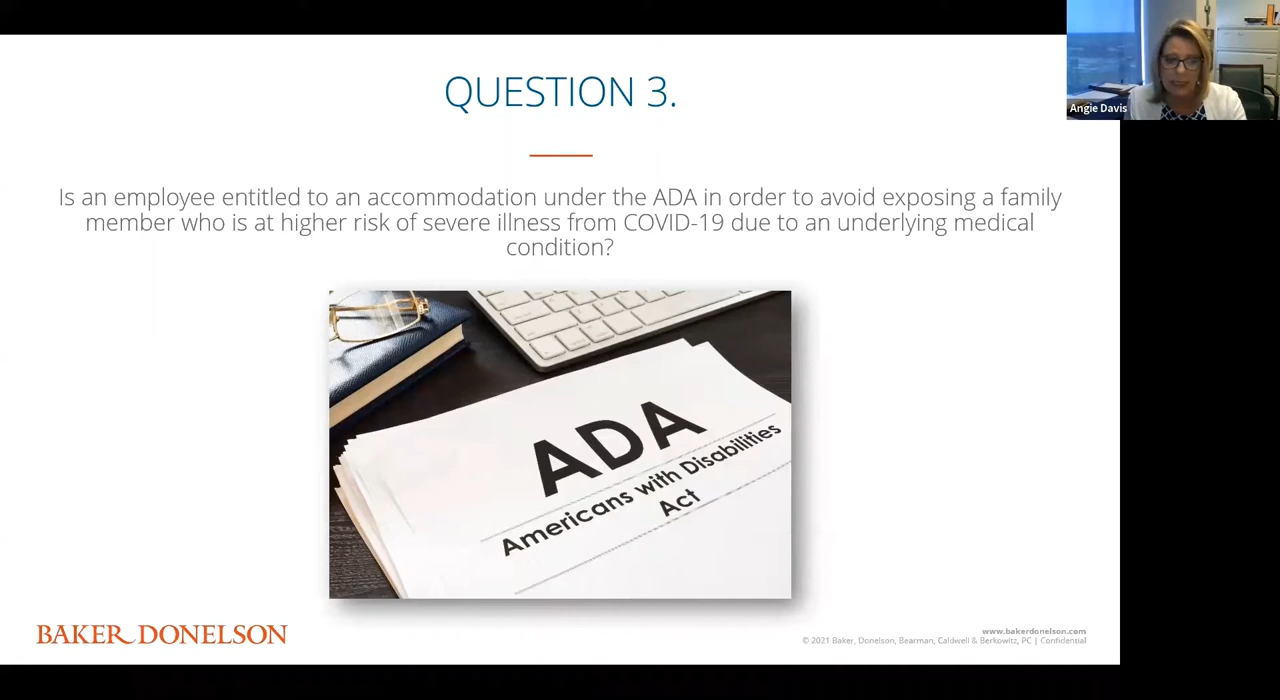 Angie Davis
QUESTION 3.
Is an employee entitled to an accommodation under the ADA in order to avoid exposing a family
member who is at higher risk of severe illness from COVID-19 due to an underlying medical
condition?
ADA
Americans with Disabilities
Act
BAKER DONELSON
www.bakerdonelson.com
© 2021 Baker, Donelson, Bearman, Caldwell & Berkowitz, PC | Confidential